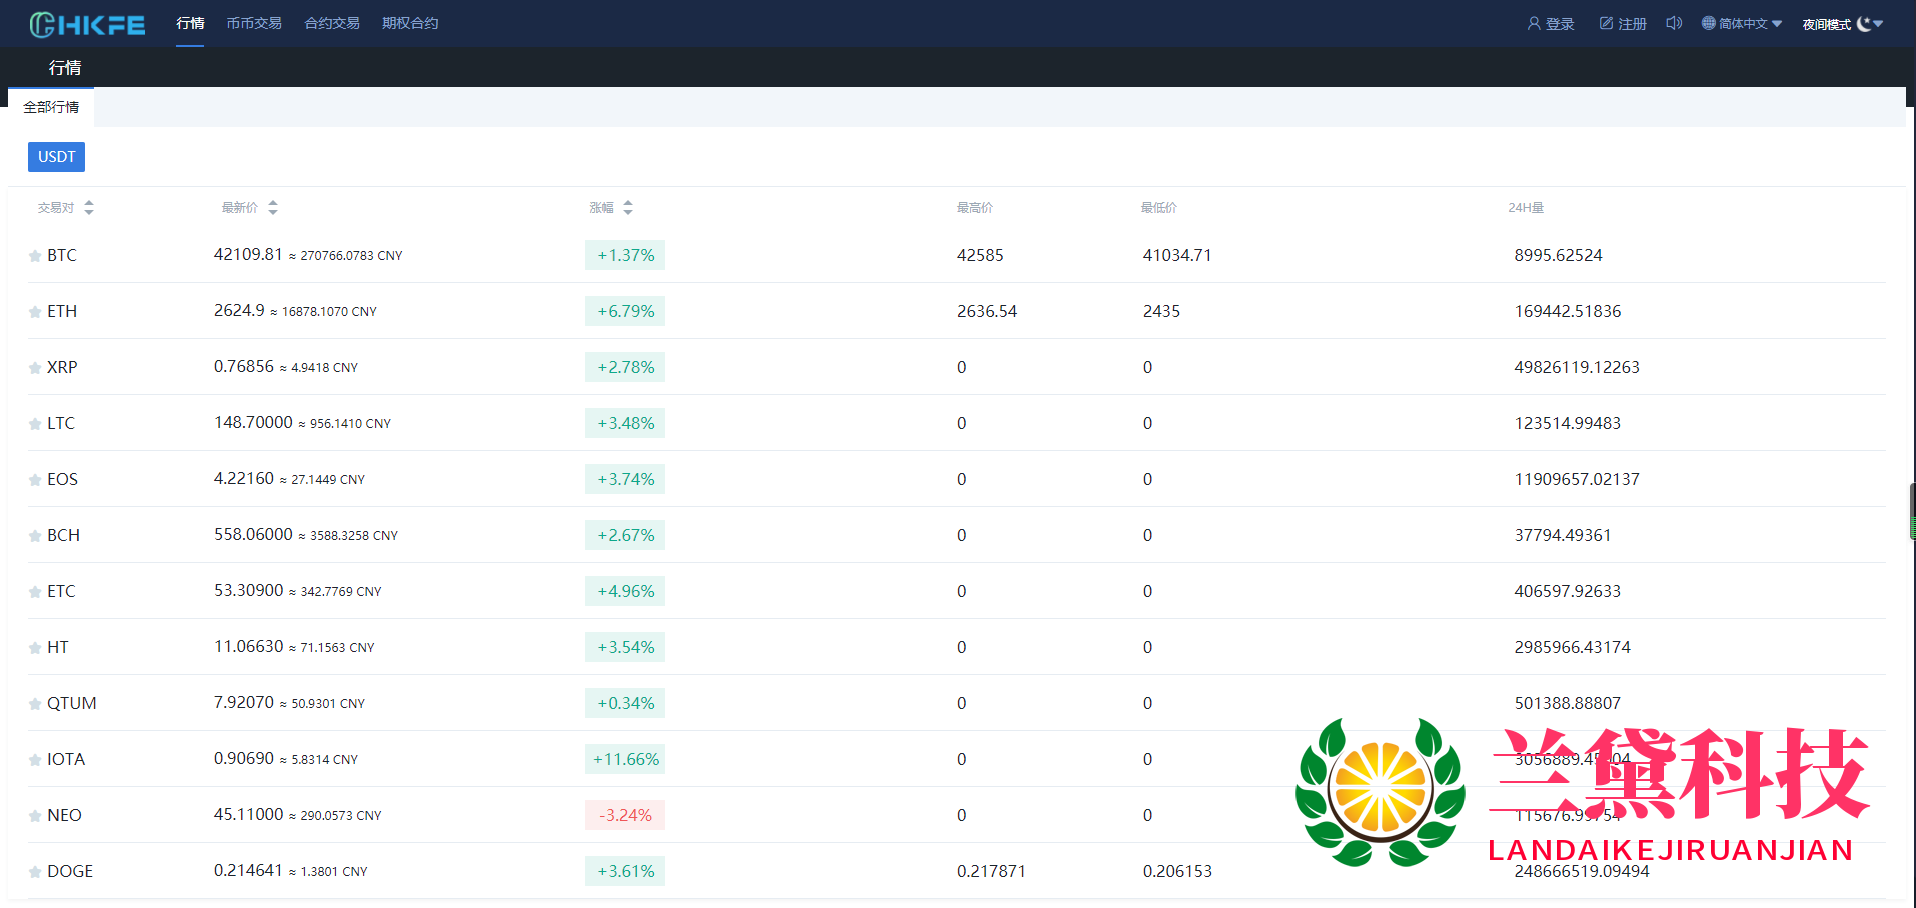 HKFE 行情 币币交易 合约交易 期权合约 登录 注册 简体中文 夜间模式
行情
全部行情
USDT
交易对 最新价 涨幅 最高价 最低价 24H量
BTC 42109.81 ≈ 270766.0783 CNY +1.37% 42585 41034.71 8995.62524
ETH 2624.9 ≈ 16878.1070 CNY +6.79% 2636.54 2435 169442.51836
XRP 0.76856 ≈ 4.9418 CNY +2.78% 0 0 49826119.12263
LTC 148.70000 ≈ 956.1410 CNY +3.48% 0 0 123514.99483
EOS 4.22160 ≈ 27.1449 CNY +3.74% 0 0 11909657.02137
BCH 558.06000 ≈ 3588.3258 CNY +2.67% 0 0 37794.49361
ETC 53.30900 ≈ 342.7769 CNY +4.96% 0 0 406597.92633
HT 11.06630 ≈ 71.1563 CNY +3.54% 0 0 2985966.43174
QTUM 7.92070 ≈ 50.9301 CNY +0.34% 0 0 501388.88807
IOTA 0.90690 ≈ 5.8314 CNY +11.66% 0 0
兰黛科技
NEO 45.11000 ≈ 290.0573 CNY -3.24% 0 0
LANDAIKEJIRUANJIAN
DOGE 0.214641 ≈ 1.3801 CNY +3.61% 0.217871 0.206153 248666519.09494